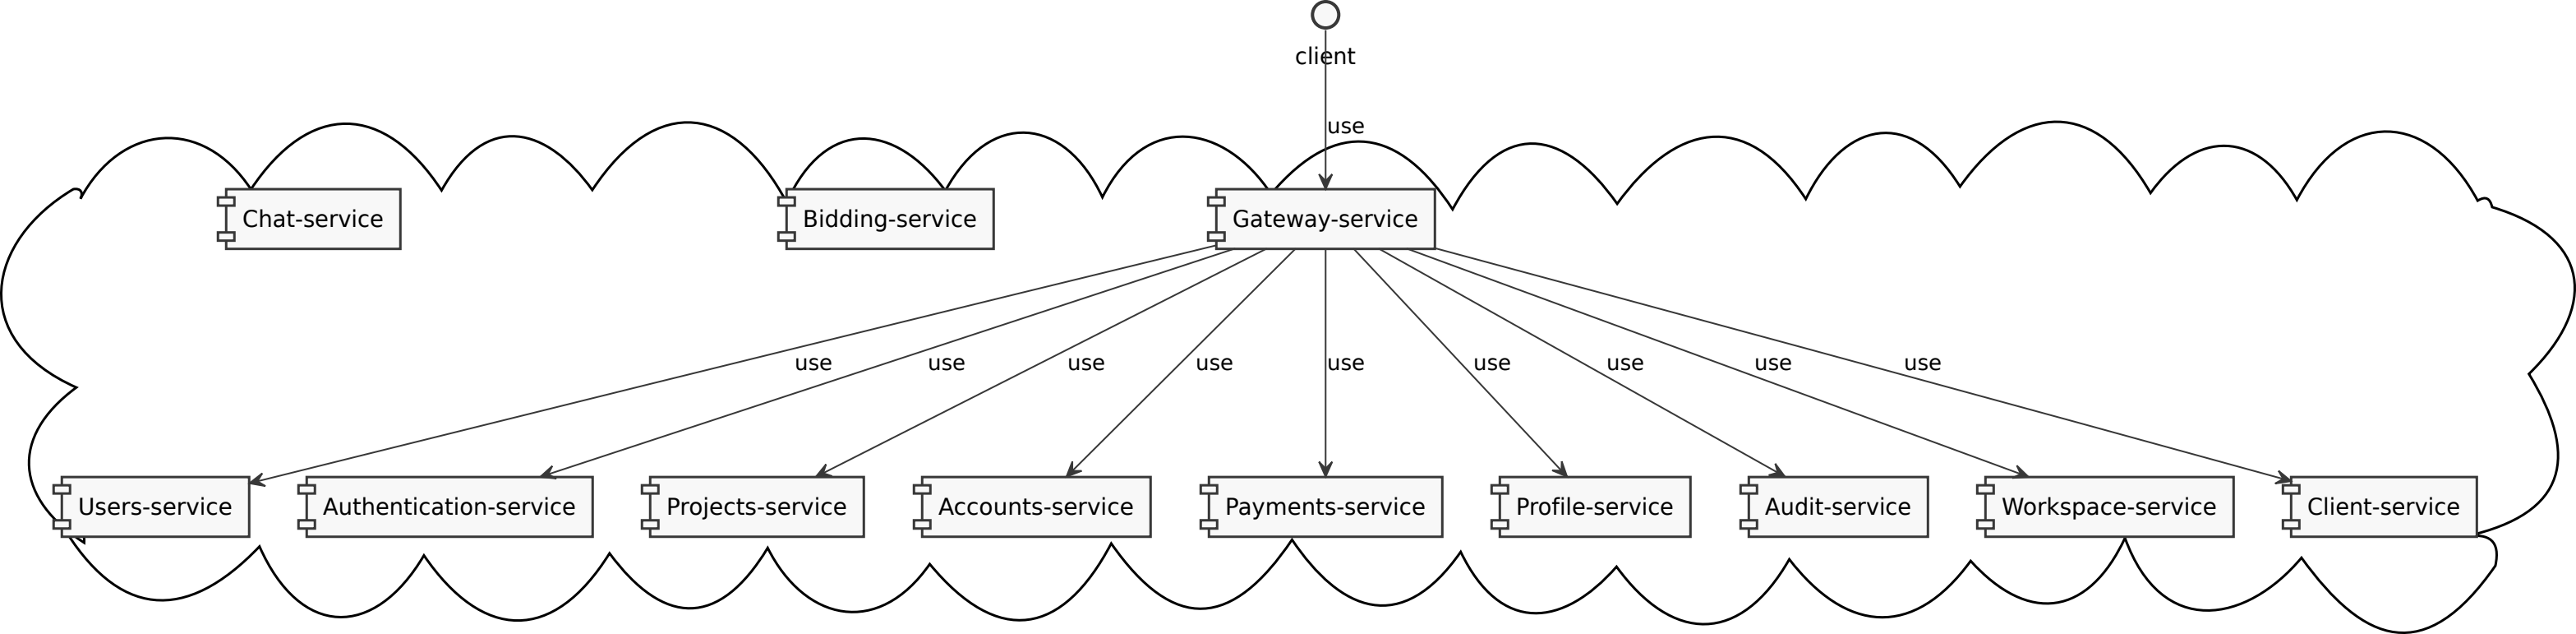 client
use
Chat-service
Bidding-service
Gateway-service
use
use
use
use
use
use
use
use
use
Users-service
Authentication-service
Projects-service
Accounts-service
Payments-service
Profile-service
Audit-service
Workspace-service
Client-service